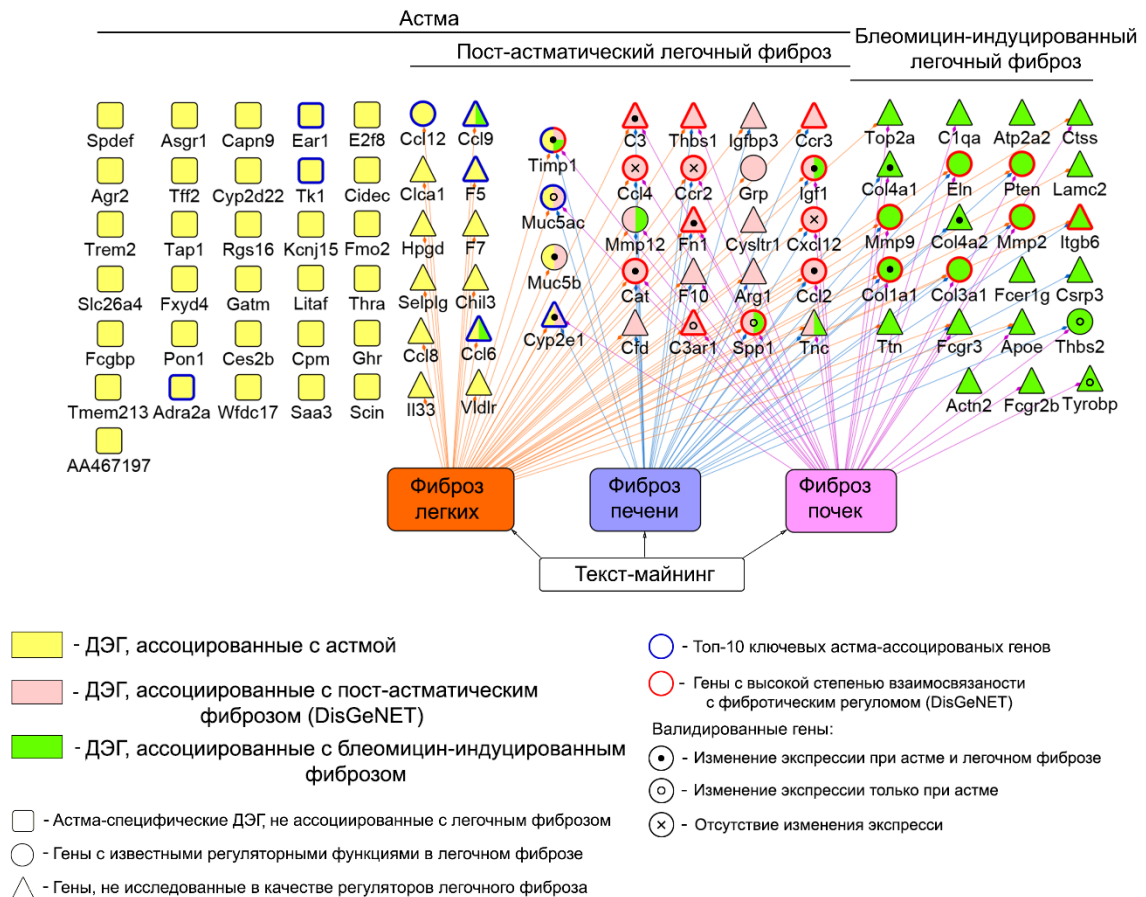 Астма
Пост-астматический легочный фиброз
Блеомицин-индуцированный
легочный фиброз
Spdef Asgr1 Capn9 Ear1 E2f8 Ccl12 Ccl9 Timp1 C3 Thbs1 Igfbp3 Ccr3 Top2a C1qa Atp2a2 Ctss
Agr2 Tff2 Cyp2d22 Tk1 Cidec Clca1 F5 Muc5ac Ccl4 Ccr2 Grp Igf1 Col4a1 Eln Pten Lamc2
Trem2 Tap1 Rgs16 Kcnj15 Fmo2 Hpgd F7 Muc5b Mmp12 Fn1 Cysltr1 Cxcl12 Mmp9 Col4a2 Mmp2 Itgb6
Slc26a4 Fxyd4 Gatm Litaf Thra Selplg Chil3 Cat F10 Arg1 Ccl2 Col1a1 Col3a1 Fcer1g Csrp3
Fcgbp Pon1 Ces2b Cpm Ghr Ccl8 Ccl6 Cyp2e1 Cfd C3ar1 Spp1 Tnc Ttn Fcgr3 Apoe Thbs2
Tmem213 Adra2a Wfdc17 Saa3 Scin Il33 Vldlr Actn2 Fcgr2b Tyrobp
AA467197
Фиброз
легких
Фиброз
печени
Фиброз
почек
Текст-майнинг
- ДЭГ, ассоциированные с астмой
- ДЭГ, ассоциированные с пост-астматическим
фиброзом (DisGeNET)
- ДЭГ, ассоциированные с блеомицин-индуцированным
фиброзом
- Астма-специфические ДЭГ, не ассоциированные с легочным фиброзом
- Гены с известными регуляторными функциями в легочном фиброзе
- Гены, не исследованные в качестве регуляторов легочного фиброза
- Топ-10 ключевых астма-ассоциированых генов
- Гены с высокой степенью взаимосвязаности
с фибротическим регуломом (DisGeNET)
Валидированные гены:
- Изменение экспрессии при астме и легочном фиброзе
- Изменение экспрессии только при астме
- Отсутствие изменения экспресси